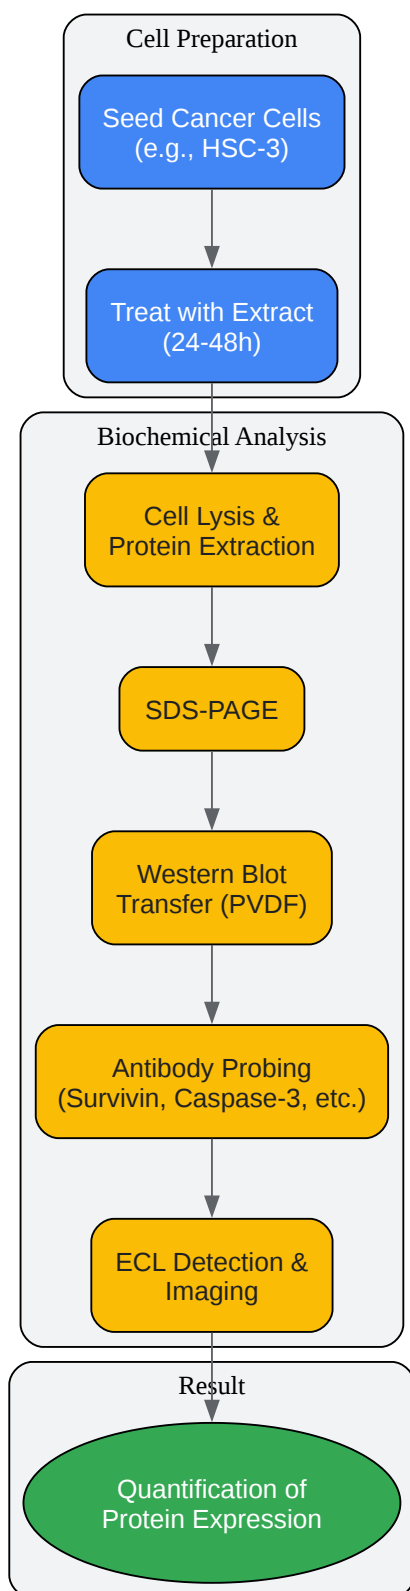 Cell Preparation
Seed Cancer Cells
(e.g., HSC-3)
Treat with Extract
(24-48h)
Biochemical Analysis
Cell Lysis &
Protein Extraction
SDS-PAGE
Western Blot
Transfer (PVDF)
Antibody Probing
(Survivin, Caspase-3, etc.)
ECL Detection &
Imaging
Result
Quantification of
Protein Expression